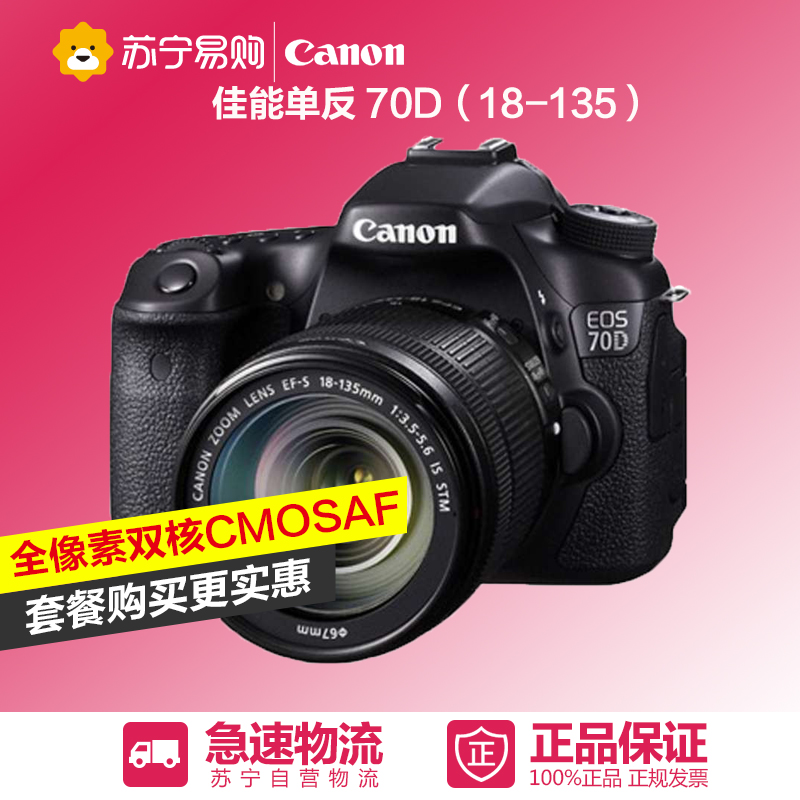 苏宁易购 | Canon
佳能单反 70D（18-135）
Canon
EOS
70D
CANON ZOOM LENS EF-S 18-135mm 1:3.5-5.6 IS STM
全像素双核CMOSAF
套餐购买更实惠
Φ67mm
急速物流
苏宁自营物流
正
正品保证
100%正品 正规发票